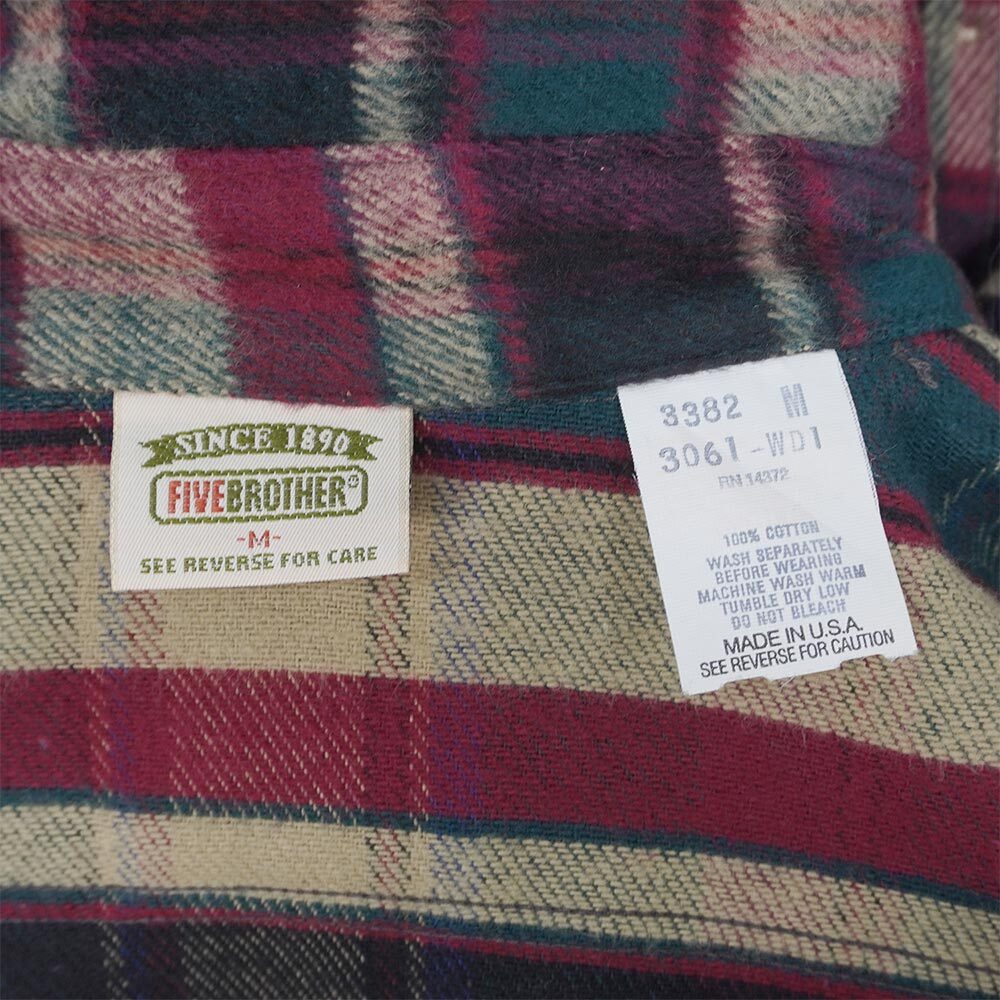 SINCE 1890
FIVEBROTHER®
-M-
SEE REVERSE FOR CARE
3382 M
3061-WD1
RN 14372
100% COTTON
WASH SEPARATELY
BEFORE WEARING
MACHINE WASH WARM
TUMBLE DRY LOW
DO NOT BLEACH
MADE IN U.S.A.
SEE REVERSE FOR CAUTION